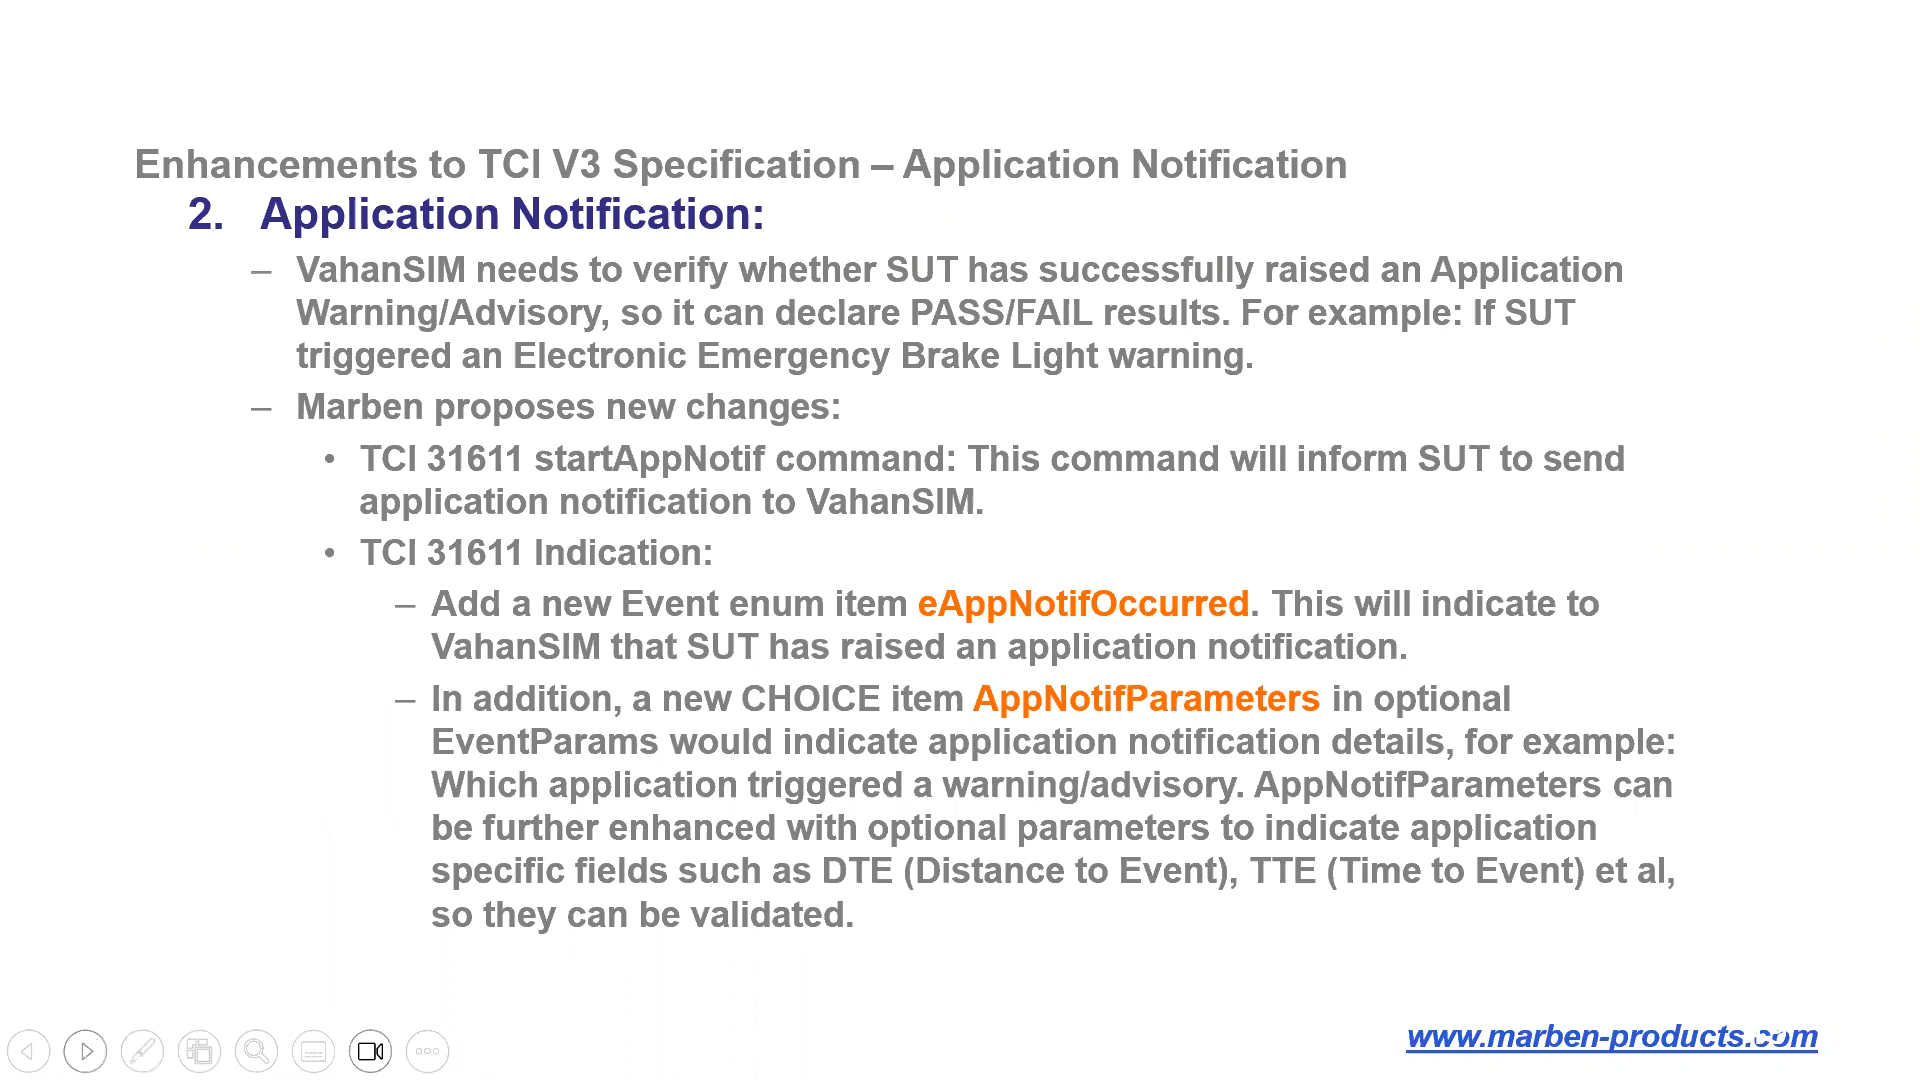 Enhancements to TCI V3 Specification – Application Notification
2. Application Notification:
– VahanSIM needs to verify whether SUT has successfully raised an Application
Warning/Advisory, so it can declare PASS/FAIL results. For example: If SUT
triggered an Electronic Emergency Brake Light warning.
– Marben proposes new changes:
• TCI 31611 startAppNotif command: This command will inform SUT to send
application notification to VahanSIM.
• TCI 31611 Indication:
– Add a new Event enum item eAppNotifOccurred. This will indicate to
VahanSIM that SUT has raised an application notification.
– In addition, a new CHOICE item AppNotifParameters in optional
EventParams would indicate application notification details, for example:
Which application triggered a warning/advisory. AppNotifParameters can
be further enhanced with optional parameters to indicate application
specific fields such as DTE (Distance to Event), TTE (Time to Event) et al,
so they can be validated.
www.marben-products.com